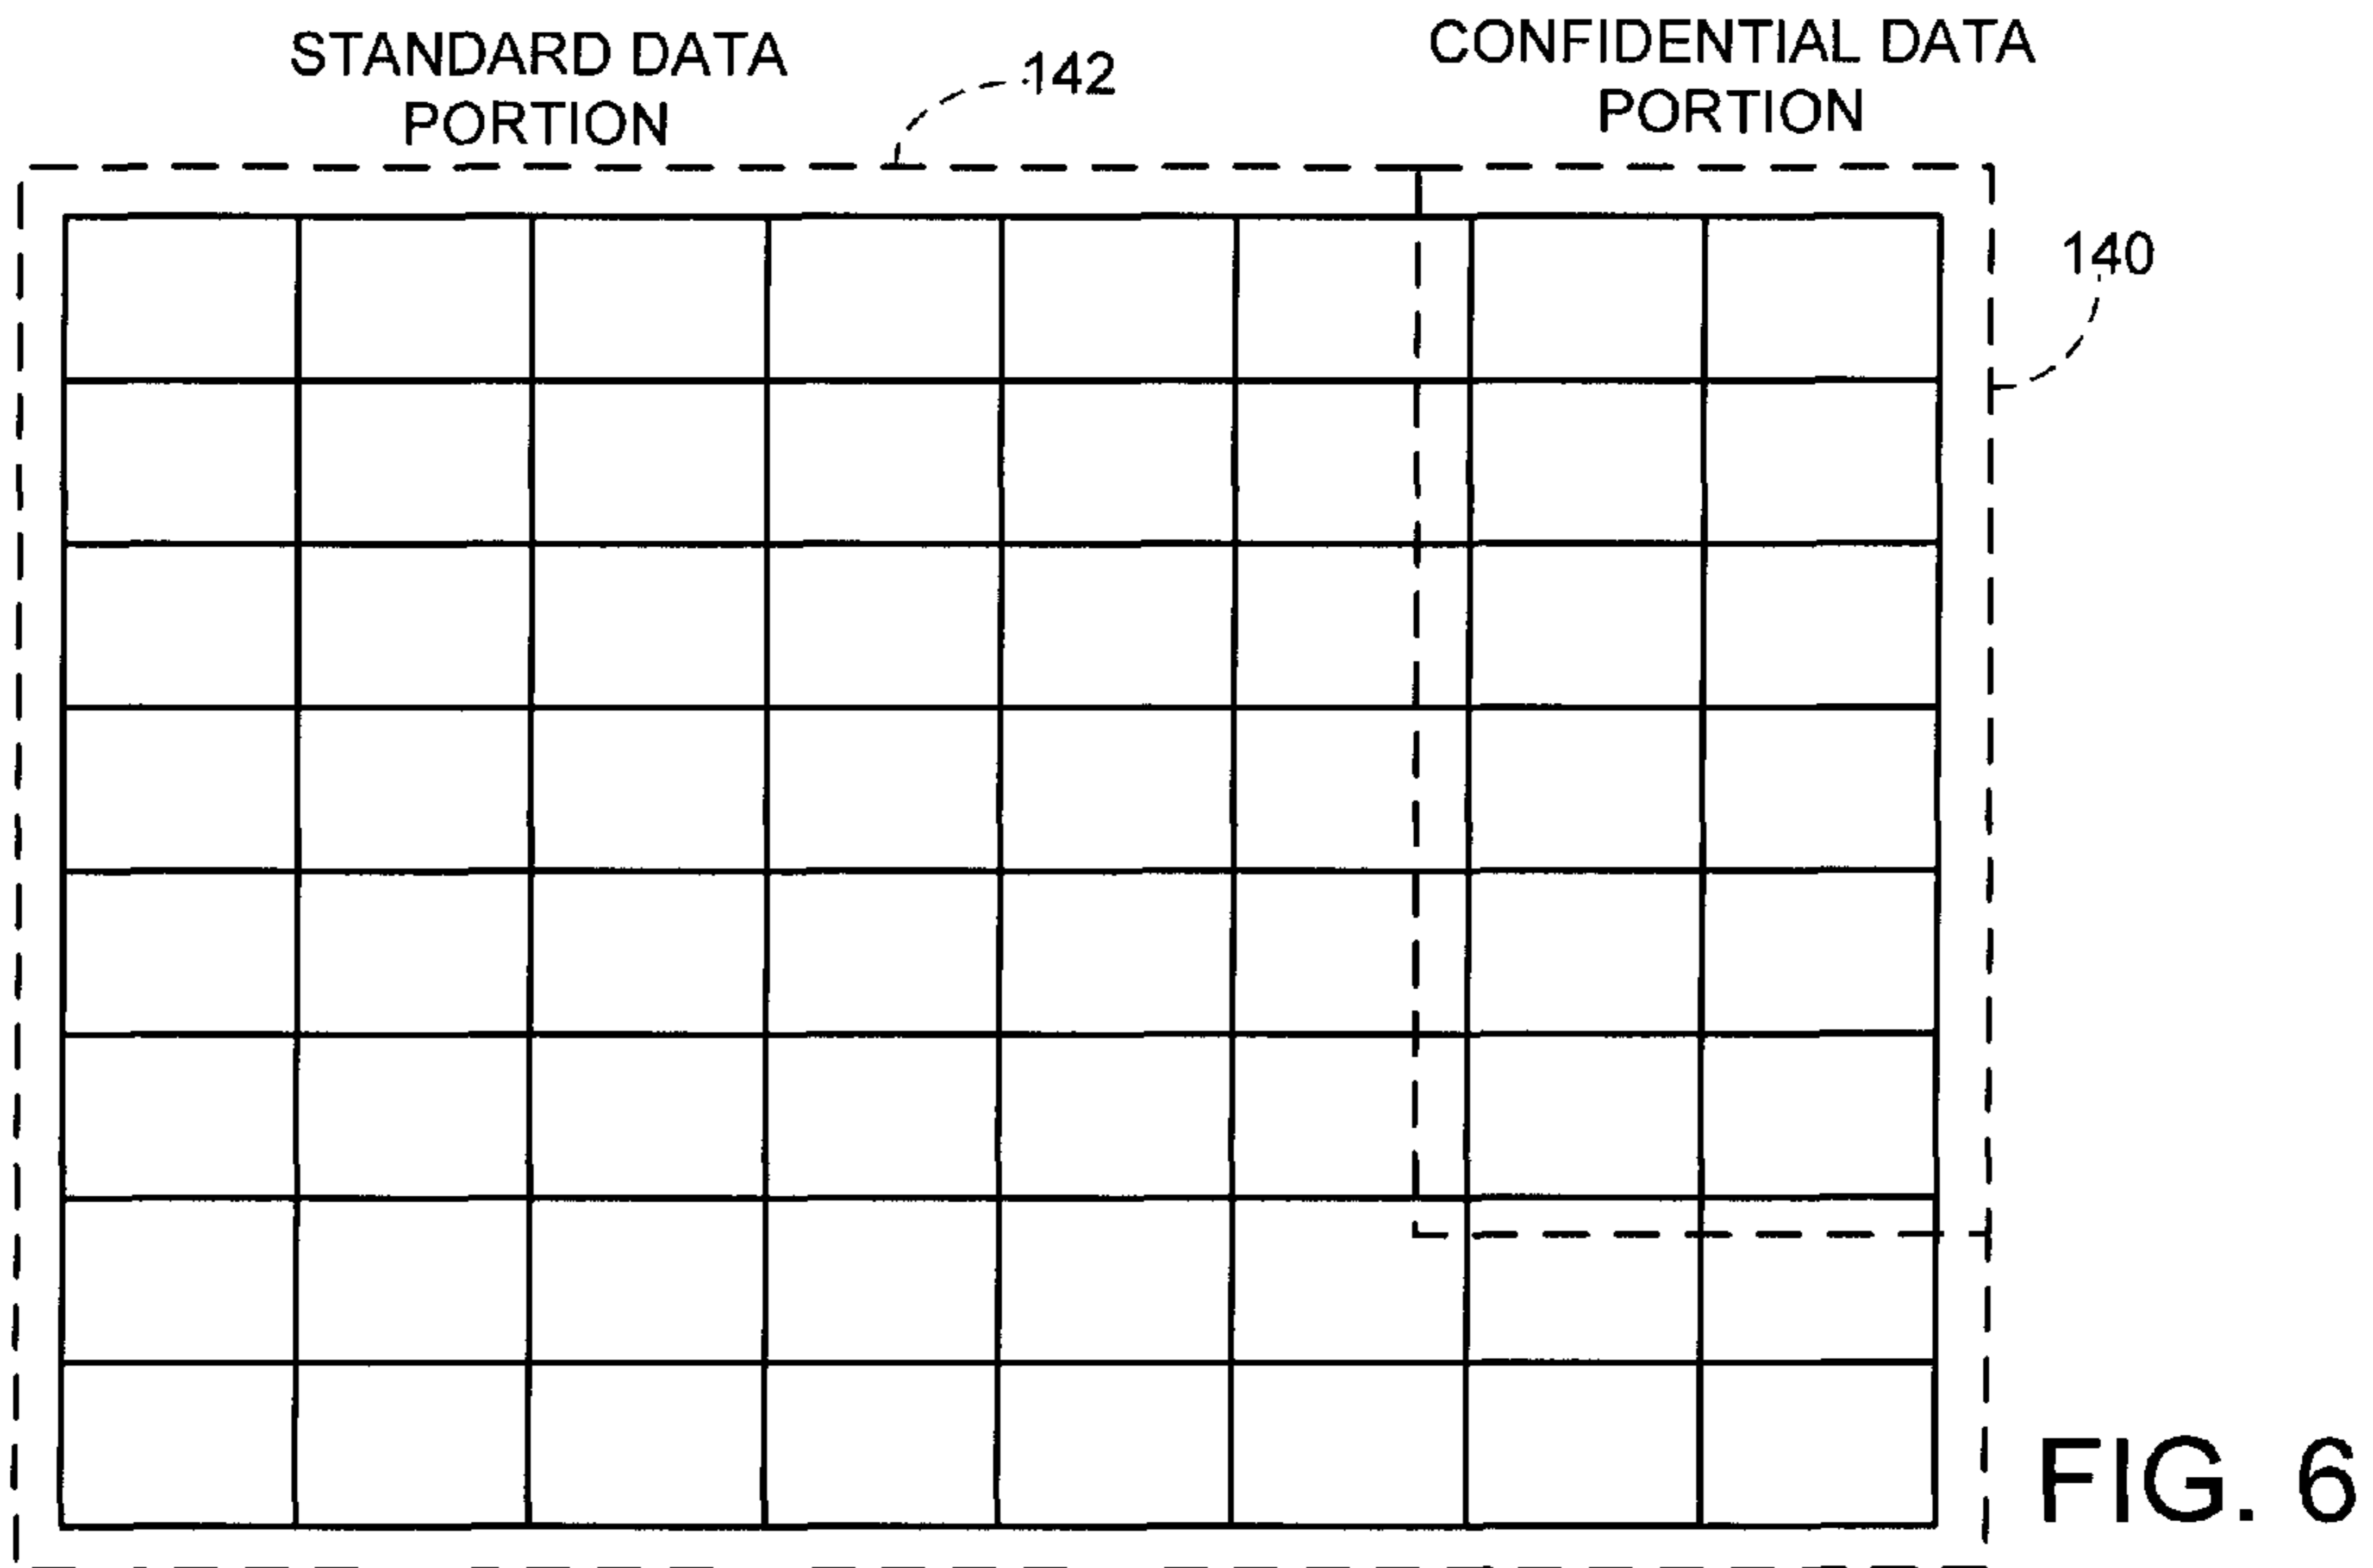 STANDARD DATA
PORTION
142
CONFIDENTIAL DATA
PORTION
140
FIG. 6